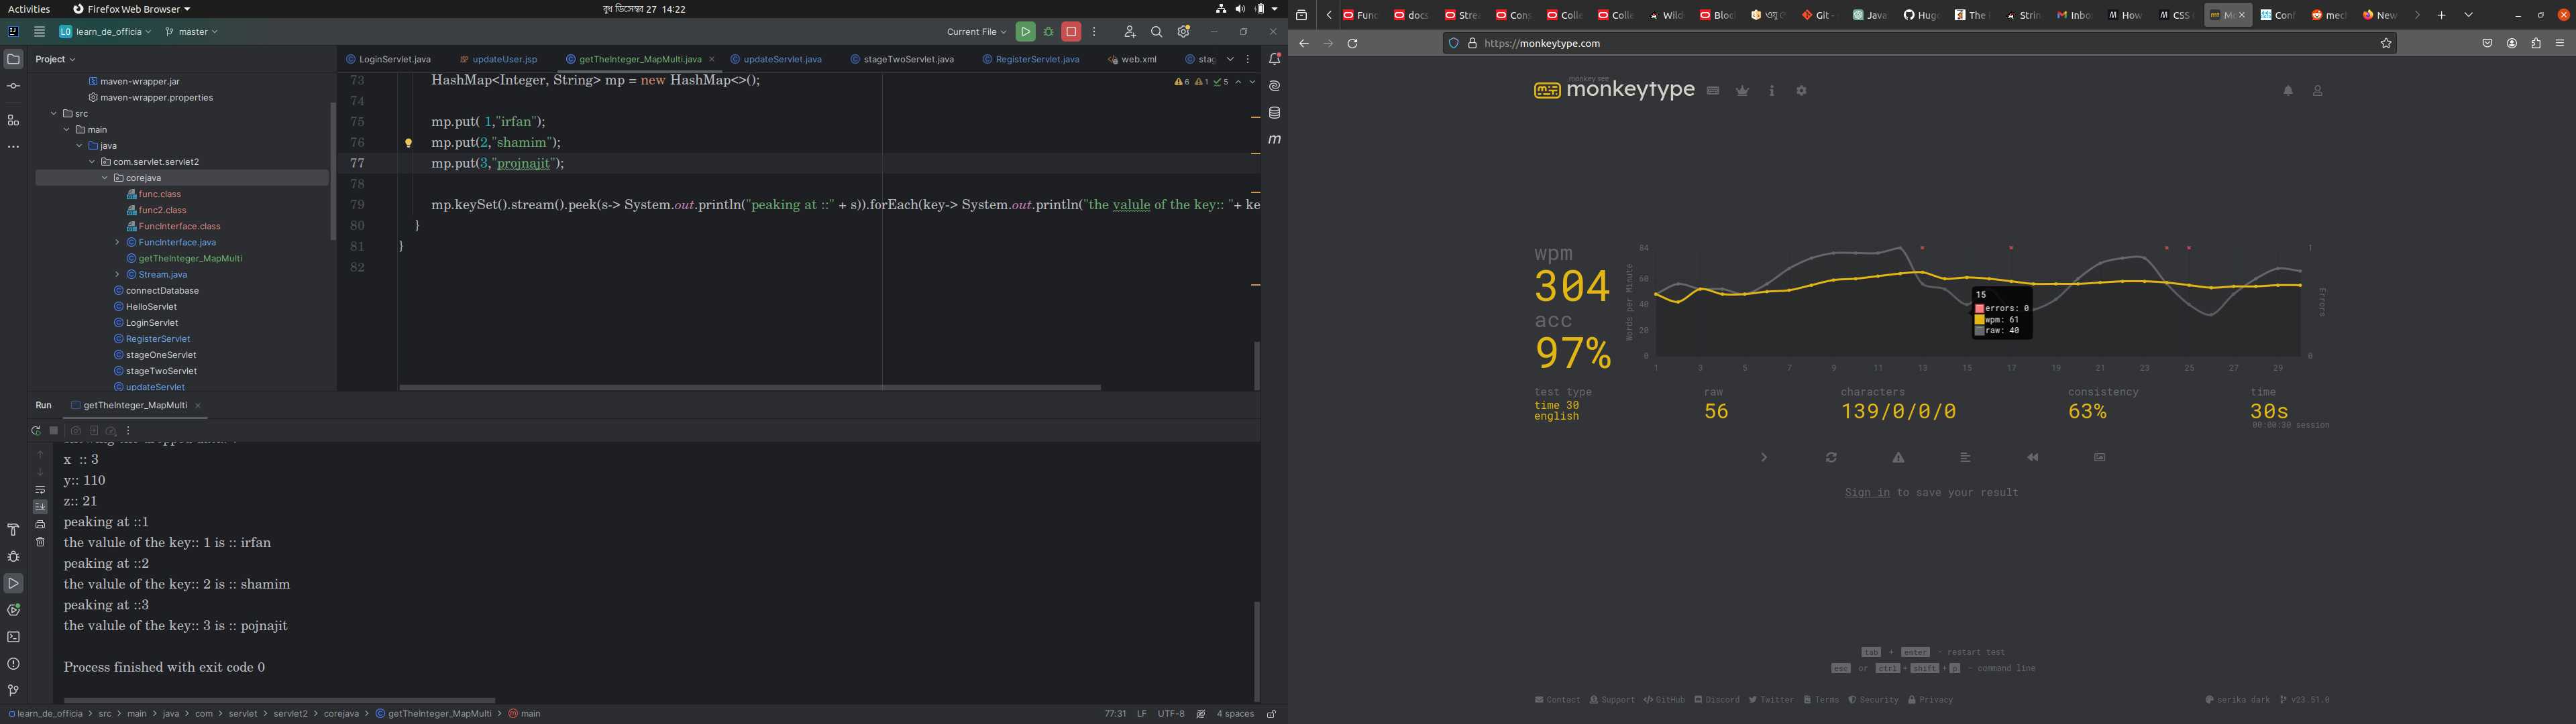 Activities
Firefox Web Browser
বুধ ডিসেম্বর 27 14:22
LO learn_de_officia
master
Current File
Project
LoginServlet.java
updateUser.jsp
getTheInteger_MapMulti.java
updateServlet.java
stageTwoServlet.java
RegisterServlet.java
web.xml
stag
maven-wrapper.jar
maven-wrapper.properties
src
main
java
com.servlet.servlet2
corejava
func.class
func2.class
FuncInterface.class
FuncInterface.java
getTheInteger_MapMulti
Stream.java
connectDatabase
HelloServlet
LoginServlet
RegisterServlet
stageOneServlet
stageTwoServlet
updateServlet
6 1 5
73 HashMap<Integer, String> mp = new HashMap<>();
74
75 mp.put( 1,"irfan");
76 mp.put(2,"shamim");
77 mp.put(3,"projnajit");
78
79 mp.keySet().stream().peek(s-> System.out.println("peaking at ::" + s)).forEach(key-> System.out.println("the valule of the key:: "+ ke
80 }
81 }
82
Run
getTheInteger_MapMulti
x :: 3
y:: 110
z:: 21
peaking at ::1
the valule of the key:: 1 is :: irfan
peaking at ::2
the valule of the key:: 2 is :: shamim
peaking at ::3
the valule of the key:: 3 is :: pojnajit
Process finished with exit code 0
learn_de_officia > src > main > java > com > servlet > servlet2 > corejava > getTheInteger_MapMulti > main
77:31 LF UTF-8 4 spaces
Func
docs
Strea
Cons
Colle
Colle
Wild
Bloc
Git -
Java
Hug
The
Strin
Inbo
How
CSS
Mo
Conf
mec
New
https://monkeytype.com
monkey see
monkeytype
wpm
304
acc
97%
Words per Minute
84
60
40
20
0
1
0
Errors
15
errors: 0
wpm: 61
raw: 40
1 3 5 7 9 11 13 15 17 19 21 23 25 27 29
test type
time 30
english
raw
56
characters
139/0/0/0
consistency
63%
time
30s
00:00:30 session
Sign in to save your result
tab + enter - restart test
esc or ctrl + shift + p - command line
Contact Support GitHub Discord Twitter Terms Security Privacy
serika dark v23.51.0